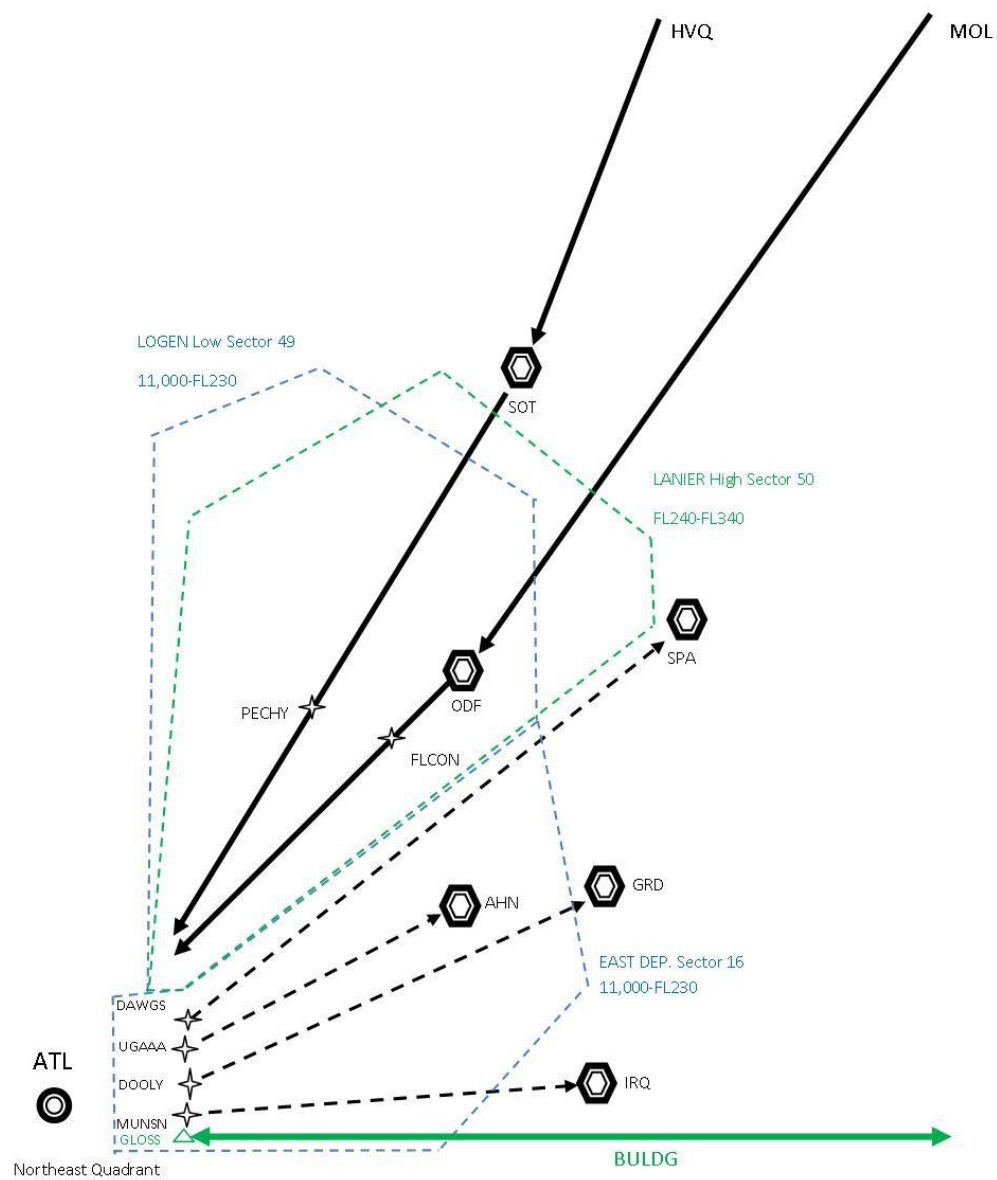 HVQ
MOL
LOGEN Low Sector 49
11,000-FL230
SOT
LANIER High Sector 50
FL240-FL340
SPA
ODF
PECHY
FLCON
GRD
AHN
EAST DEP. Sector 16
11,000-FL230
DAWGS
UGAAA
ATL
DOOLY
IRQ
MUNSN
GLOSS
BULDG
Northeast Quadrant